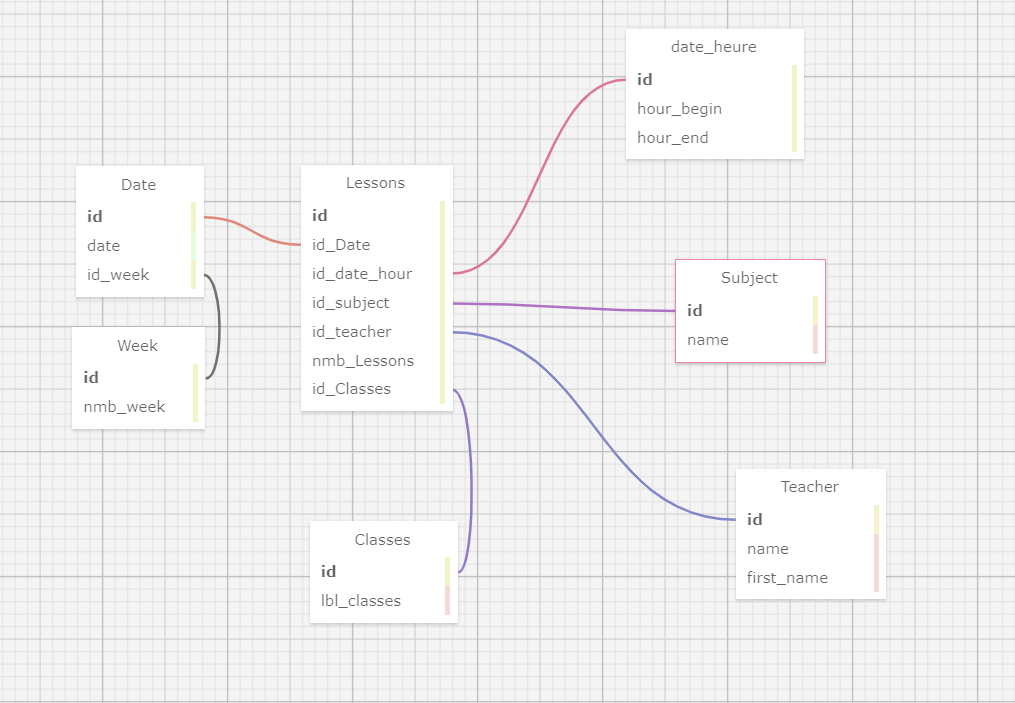 date_heure
id
hour_begin
hour_end
Date
id
date
id_week
Lessons
id
id_Date
id_date_hour
id_subject
id_teacher
nmb_Lessons
id_Classes
Subject
id
name
Week
id
nmb_week
Teacher
id
name
first_name
Classes
id
lbl_classes